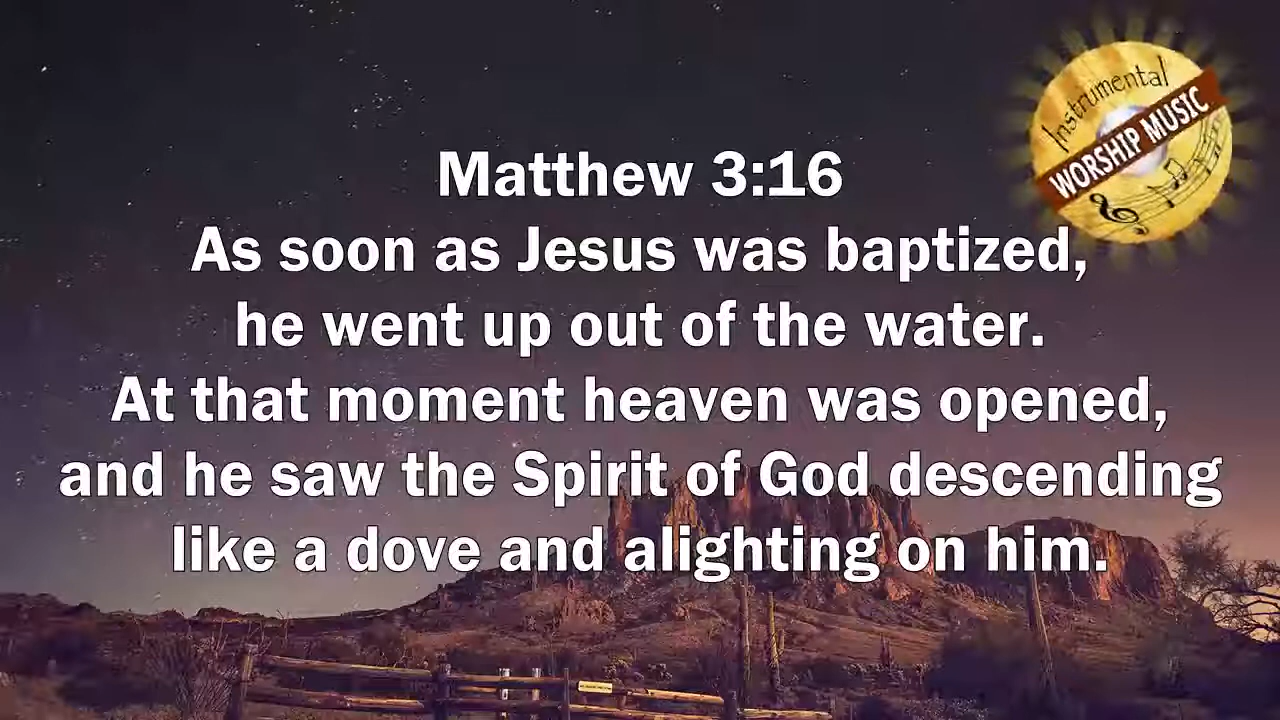 Instrumental
WORSHIP MUSIC
Matthew 3:16
As soon as Jesus was baptized,
he went up out of the water.
At that moment heaven was opened,
and he saw the Spirit of God descending
like a dove and alighting on him.